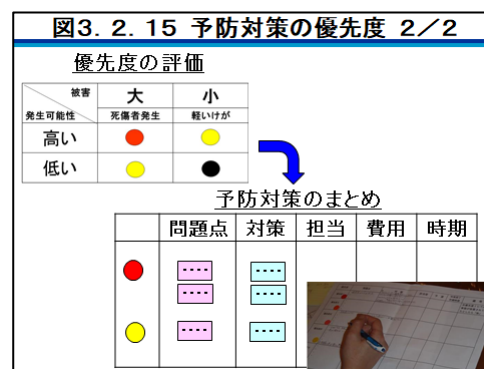 図3．2．15 予防対策の優先度 2／2
優先度の評価
被害
発生可能性
大
死傷者発生
小
軽いけが
高い
低い
予防対策のまとめ
問題点 対策 担当 費用 時期